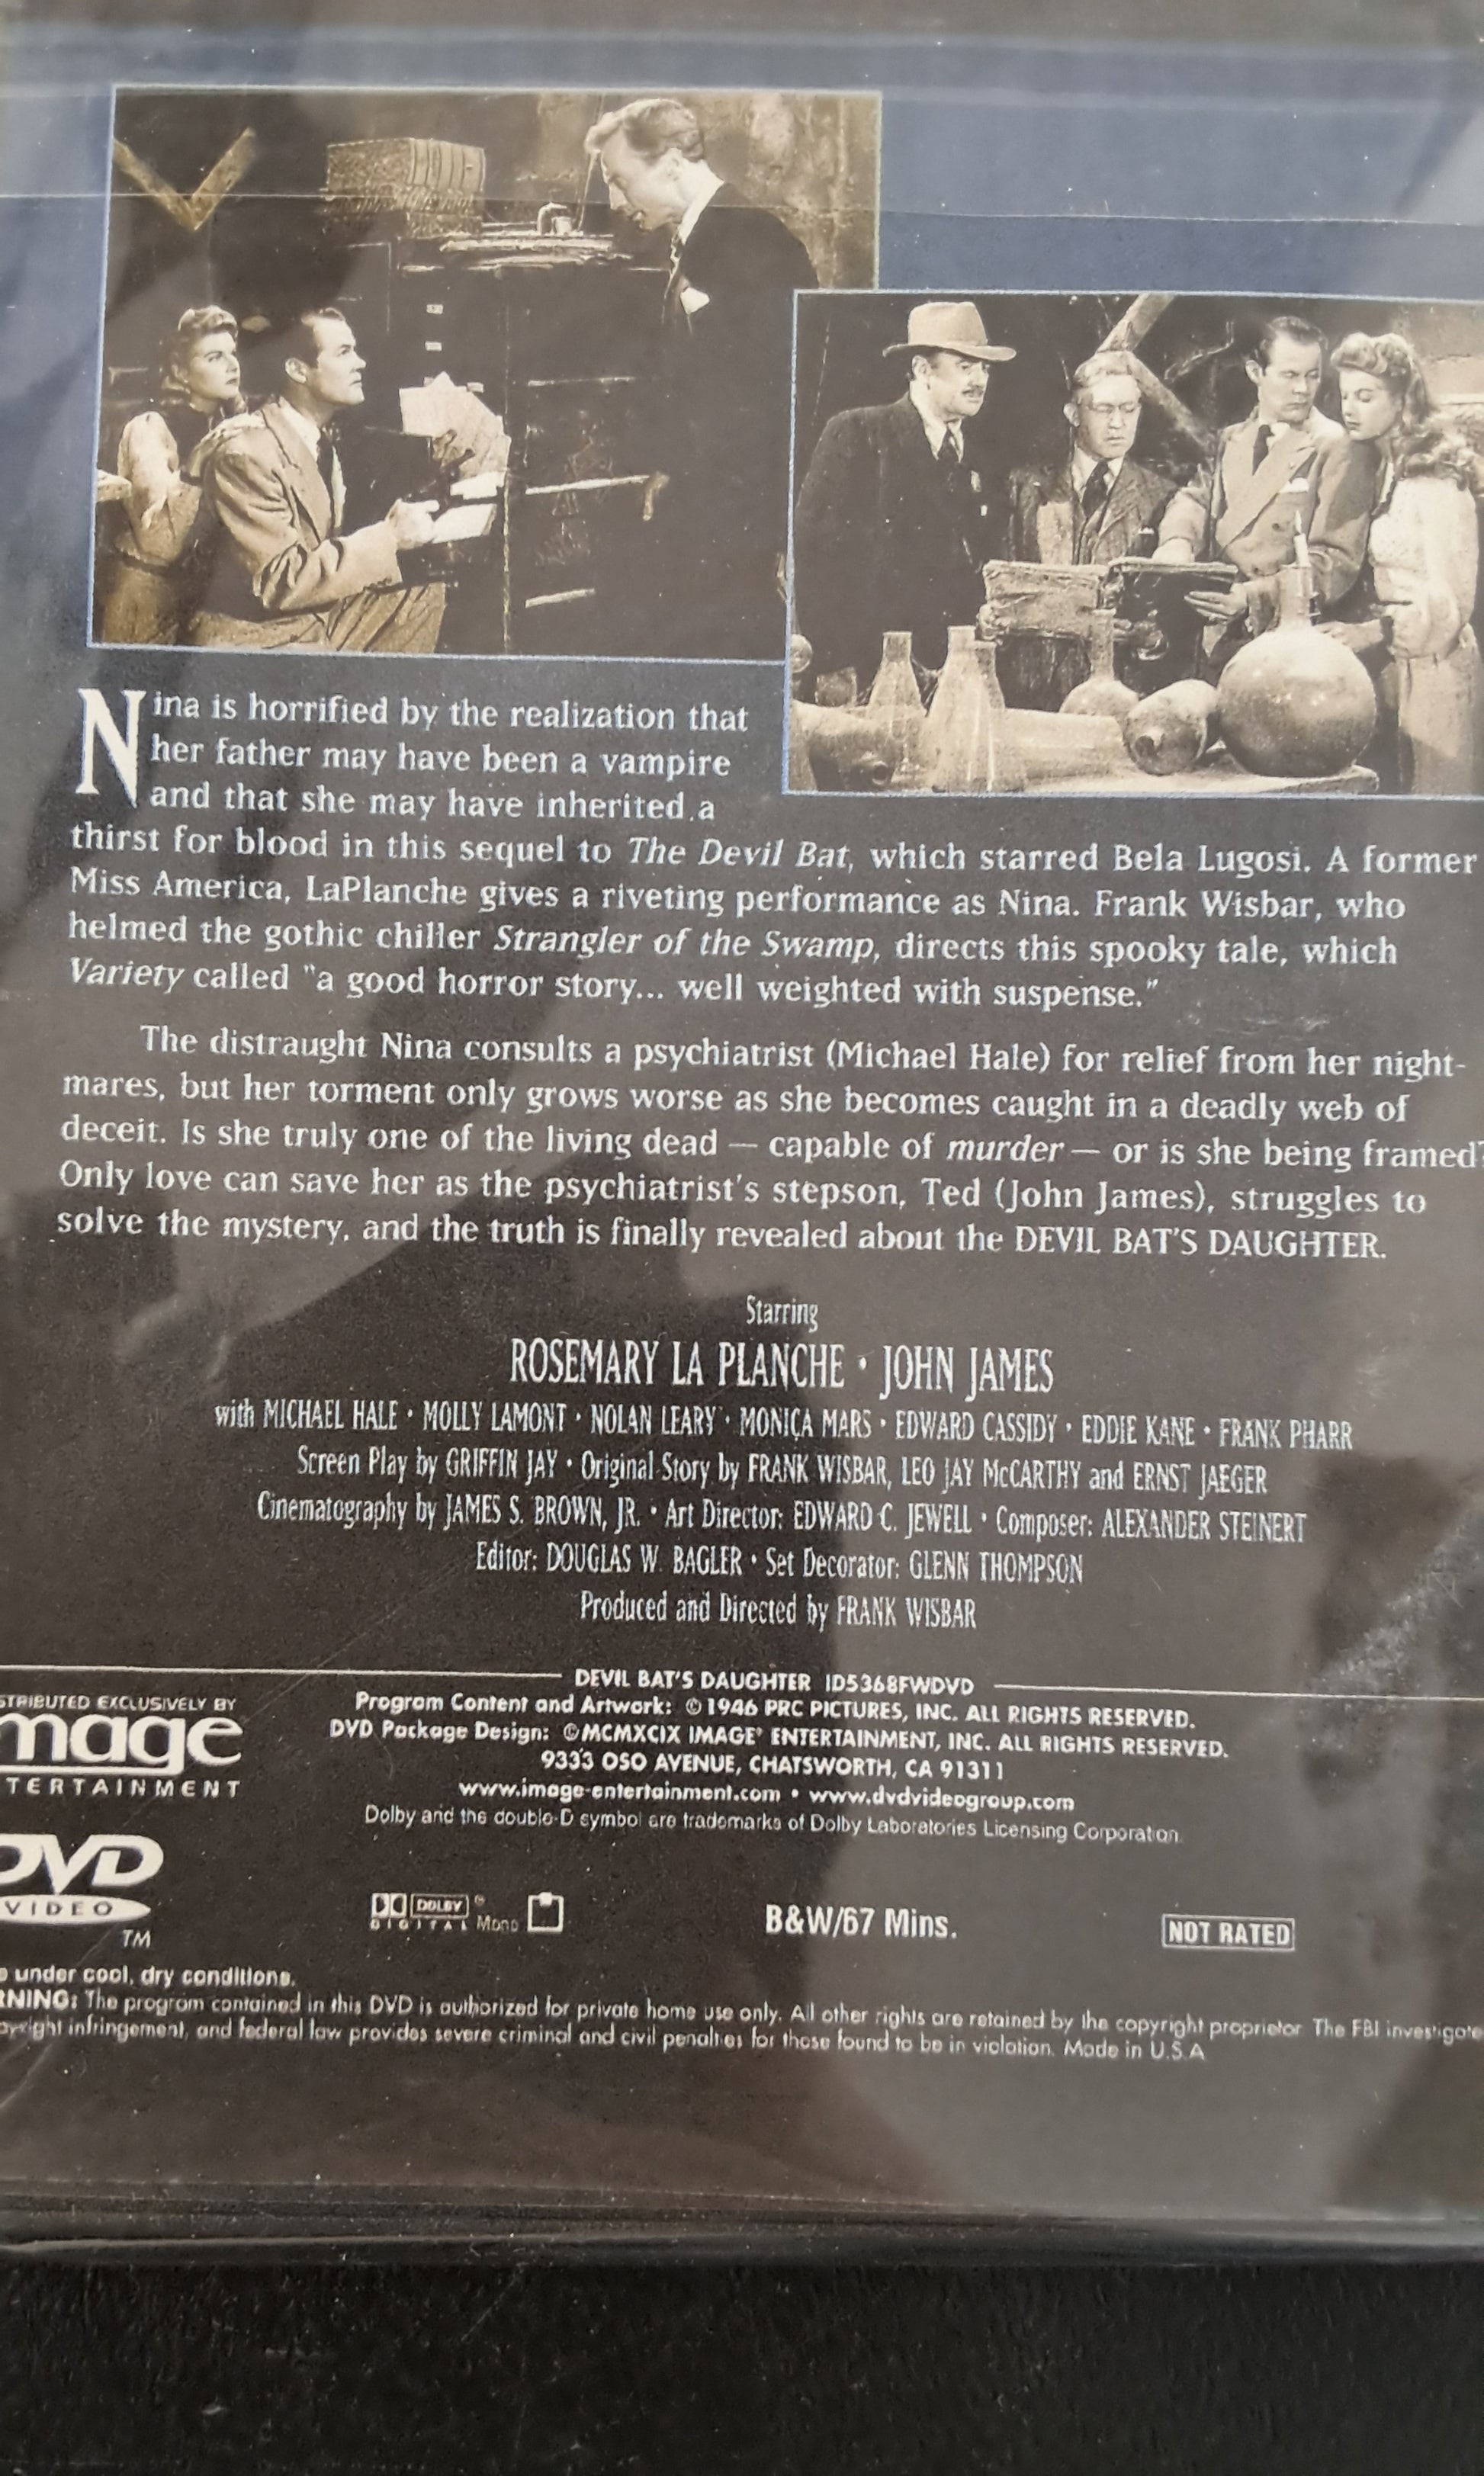 Nina is horrified by the realization that
her father may have been a vampire
and that she may have inherited a
thirst for blood in this sequel to The Devil Bat, which starred Bela Lugosi. A former
Miss America, LaPlanche gives a riveting performance as Nina. Frank Wisbar, who
helmed the gothic chiller Strangler of the Swamp, directs this spooky tale, which
Variety called "a good horror story... well weighted with suspense."
The distraught Nina consults a psychiatrist (Michael Hale) for relief from her night-
mares, but her torment only grows worse as she becomes caught in a deadly web of
deceit. Is she truly one of the living dead — capable of murder — or is she being framed?
Only love can save her as the psychiatrist's stepson, Ted (John James), struggles to
solve the mystery, and the truth is finally revealed about the DEVIL BAT'S DAUGHTER.
Starring
ROSEMARY LA PLANCHE • JOHN JAMES
with MICHAEL HALE • MOLLY LAMONT • NOLAN LEARY • MONICA MARS • EDWARD CASSIDY • EDDIE KANE • FRANK PHARR
Screen Play by GRIFFIN JAY • Original Story by FRANK WISBAR, LEO JAY McCARTHY and ERNST JAEGER
Cinematography by JAMES S. BROWN, JR. • Art Director: EDWARD C. JEWELL • Composer: ALEXANDER STEINERT
Editor: DOUGLAS W. BAGLER • Set Decorator: GLENN THOMPSON
Produced and Directed by FRANK WISBAR
DEVIL BAT'S DAUGHTER ID5368FWDVD
STRIBUTED EXCLUSIVELY BY
mage
TERTAINMENT
Program Content and Artwork: ©1946 PRC PICTURES, INC. ALL RIGHTS RESERVED.
DVD Package Design: ©MCMXCIX IMAGE® ENTERTAINMENT, INC. ALL RIGHTS RESERVED.
9333 OSO AVENUE, CHATSWORTH, CA 91311
www.image-entertainment.com • www.dvdvideogroup.com
Dolby and the double-D symbol are trademarks of Dolby Laboratories Licensing Corporation.
DVD
VIDEO
TM
DOLBY ®
DIGITAL Mono
B&W/67 Mins.
NOT RATED
under cool, dry conditions.
RNING: The program contained in this DVD is authorized for private home use only. All other rights are retained by the copyright proprietor. The FBI investigate
opyright infringement, and federal law provides severe criminal and civil penalties for those found to be in violation. Made in U.S.A